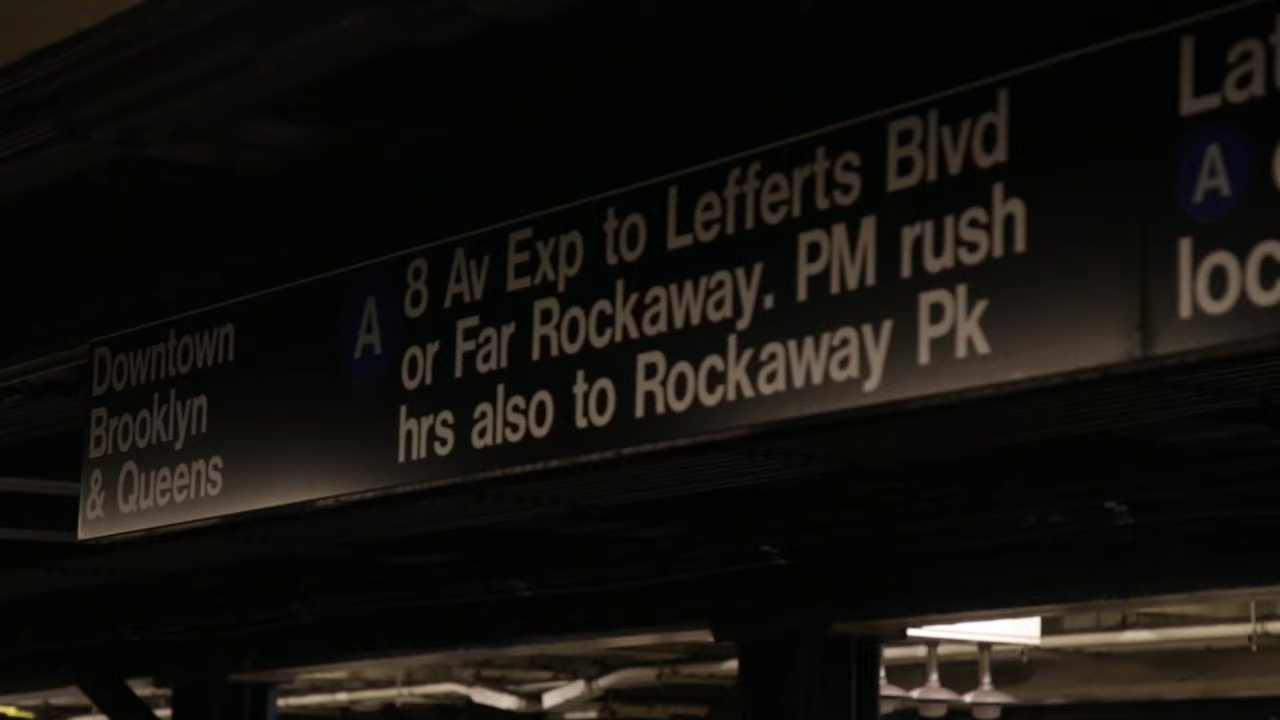 Downtown
Brooklyn
& Queens
A
8 Av Exp to Lefferts Blvd
or Far Rockaway. PM rush
hrs also to Rockaway Pk
A